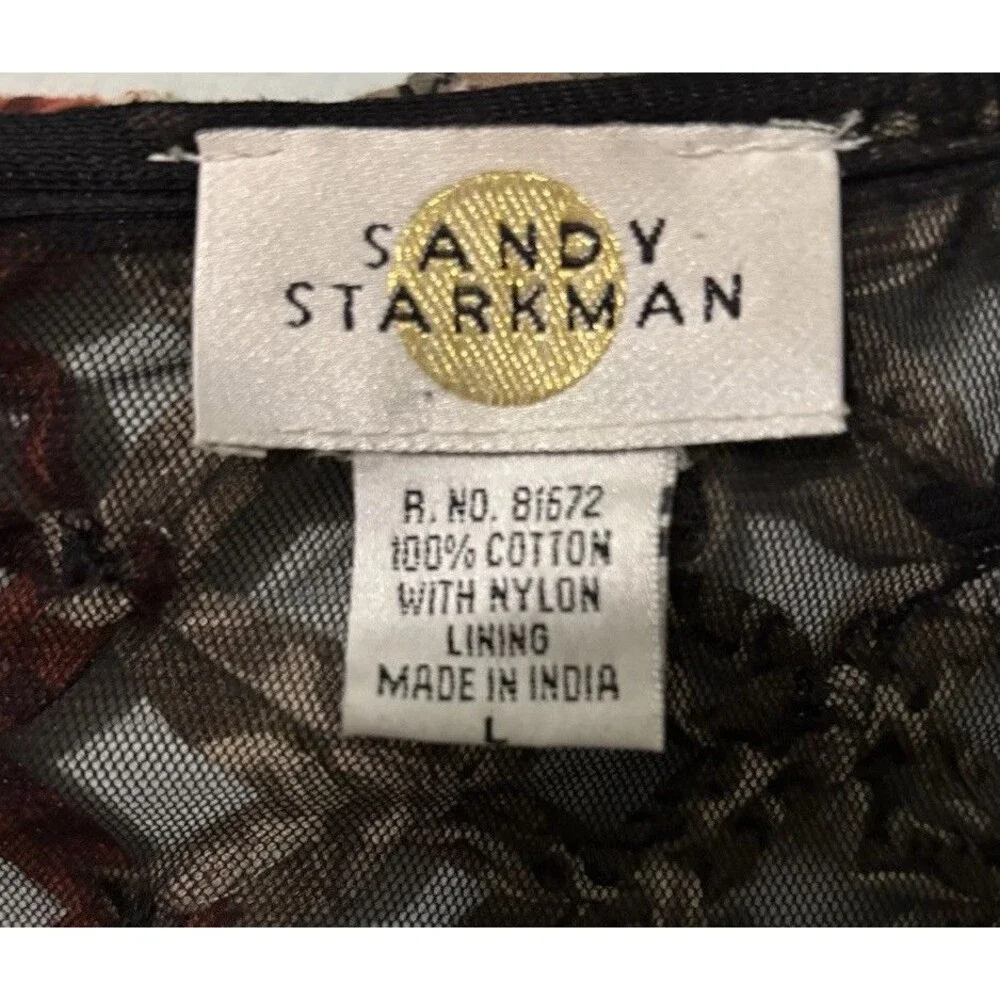 SANDY
STARKMAN
R. NO. 81672
100% COTTON
WITH NYLON
LINING
MADE IN INDIA
L